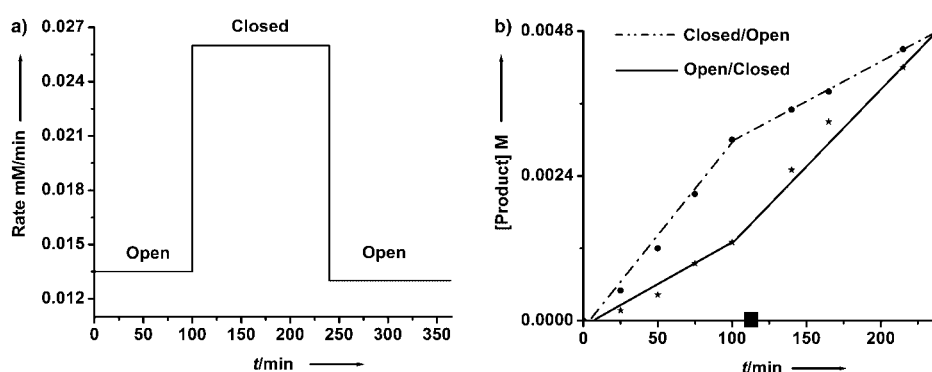 a)
Rate mM/min
0.027
0.024
0.021
0.018
0.015
0.012
Closed
Open
Open
0 50 100 150 200 250 300 350
t/min
b)
[Product] M
0.0048
0.0024
0.0000
Closed/Open
Open/Closed
0 50 100 150 200
t/min